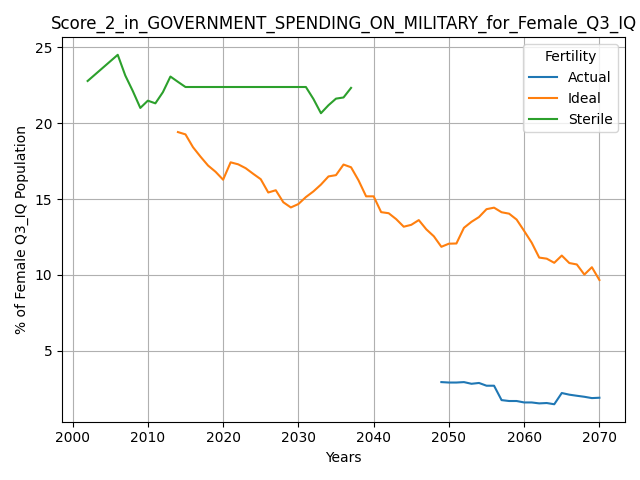 Score_2_in_GOVERNMENT_SPENDING_ON_MILITARY_for_Female_Q3_IQ
Fertility
Actual
Ideal
Sterile
% of Female Q3_IQ Population
25
20
15
10
5
2000 2010 2020 2030 2040 2050 2060 2070
Years